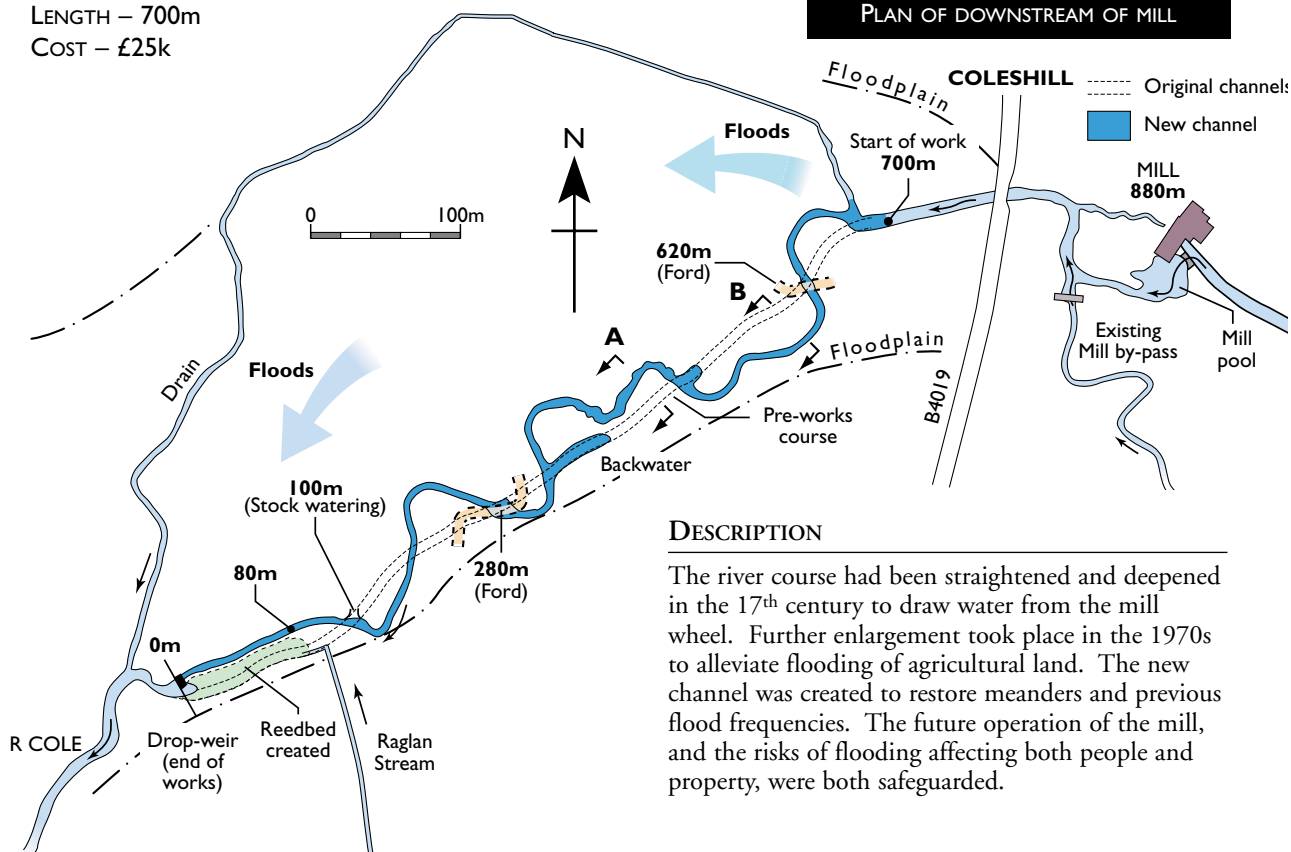 LENGTH – 700m
COST – £25k
PLAN OF DOWNSTREAM OF MILL
Floodplain
COLESHILL
Original channels
New channel
Floods
Start of work
700m
MILL
880m
N
0 100m
620m
(Ford)
B
A
Floodplain
Existing
Mill by-pass
Mill
pool
B4019
Drain
Floods
Pre-works
course
Backwater
100m
(Stock watering)
280m
(Ford)
80m
0m
R COLE
Drop-weir
(end of
works)
Reedbed
created
Raglan
Stream
DESCRIPTION
The river course had been straightened and deepened
in the 17th century to draw water from the mill
wheel. Further enlargement took place in the 1970s
to alleviate flooding of agricultural land. The new
channel was created to restore meanders and previous
flood frequencies. The future operation of the mill,
and the risks of flooding affecting both people and
property, were both safeguarded.